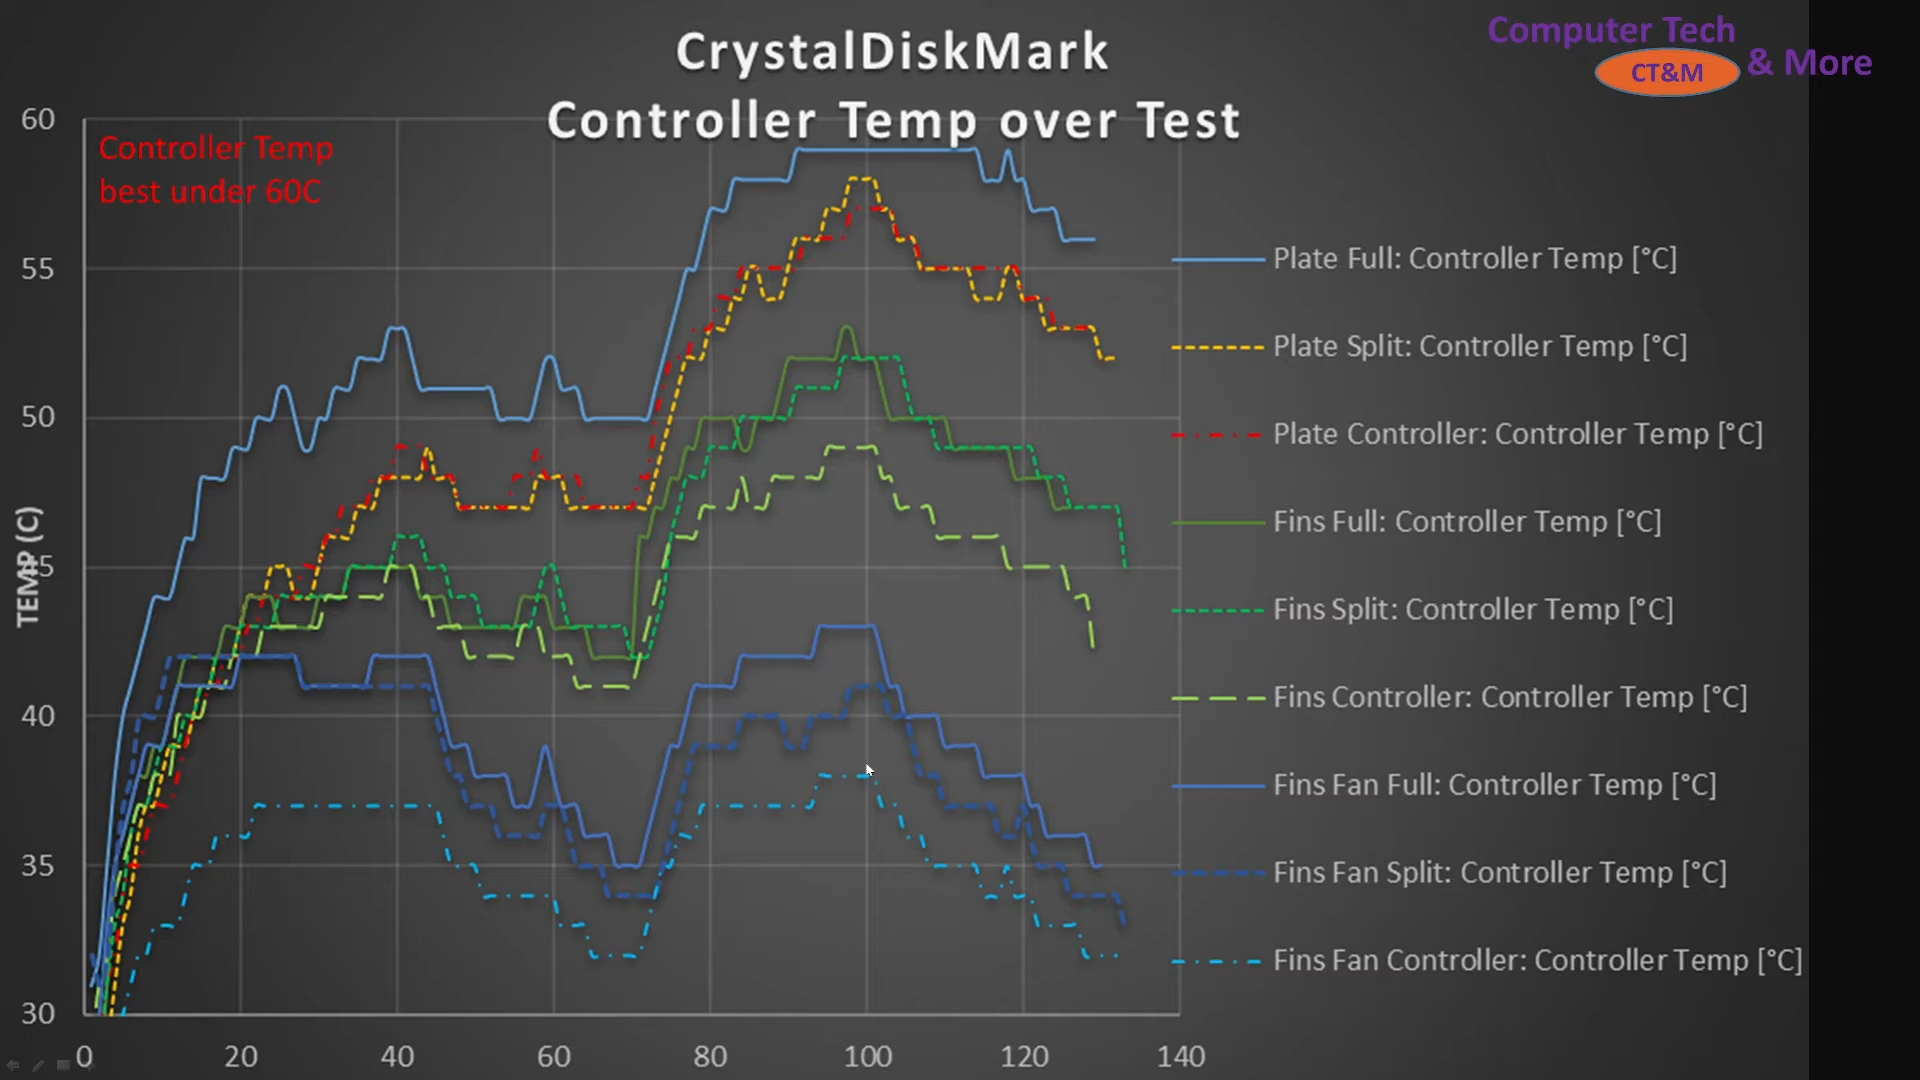 CrystalDiskMark
Controller Temp over Test
Computer Tech
& More
CT&M
Controller Temp
best under 60C
TEMP (C)
60
55
50
45
40
35
30
0 20 40 60 80 100 120 140
Plate Full: Controller Temp [°C]
Plate Split: Controller Temp [°C]
Plate Controller: Controller Temp [°C]
Fins Full: Controller Temp [°C]
Fins Split: Controller Temp [°C]
Fins Controller: Controller Temp [°C]
Fins Fan Full: Controller Temp [°C]
Fins Fan Split: Controller Temp [°C]
Fins Fan Controller: Controller Temp [°C]